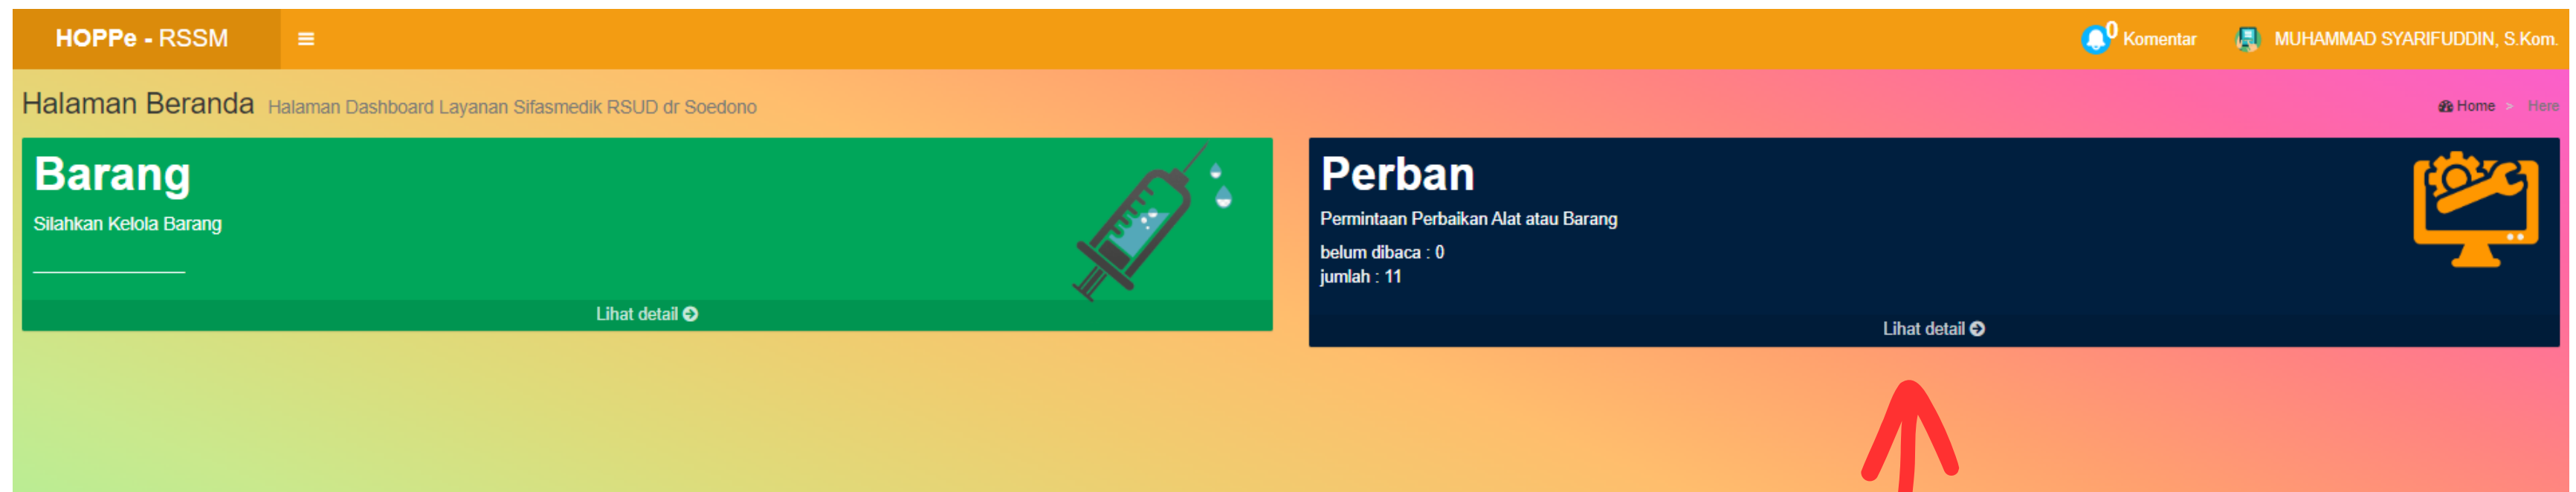 HOPPe - RSSM
0 Komentar
MUHAMMAD SYARIFUDDIN, S.Kom.
Halaman Beranda Halaman Dashboard Layanan Sifasmedik RSUD dr Soedono
Home > Here
Barang
Silahkan Kelola Barang
Lihat detail
Perban
Permintaan Perbaikan Alat atau Barang
belum dibaca : 0
jumlah : 11
Lihat detail